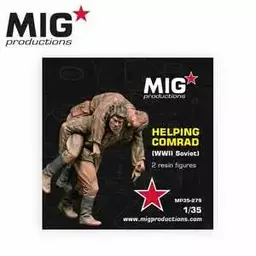 MIG
productions
MIG
productions
HELPING
COMRAD
(WWII Soviet)
2 resin figures
MP35-279
1/35
www.migproductions.com